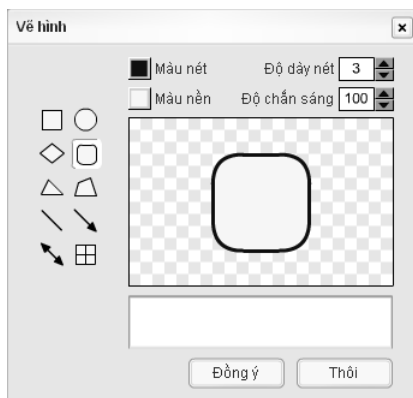 Vẽ hình
Màu nét Độ dày nét 3
Màu nền Độ chắn sáng 100
Đồng ý Thôi